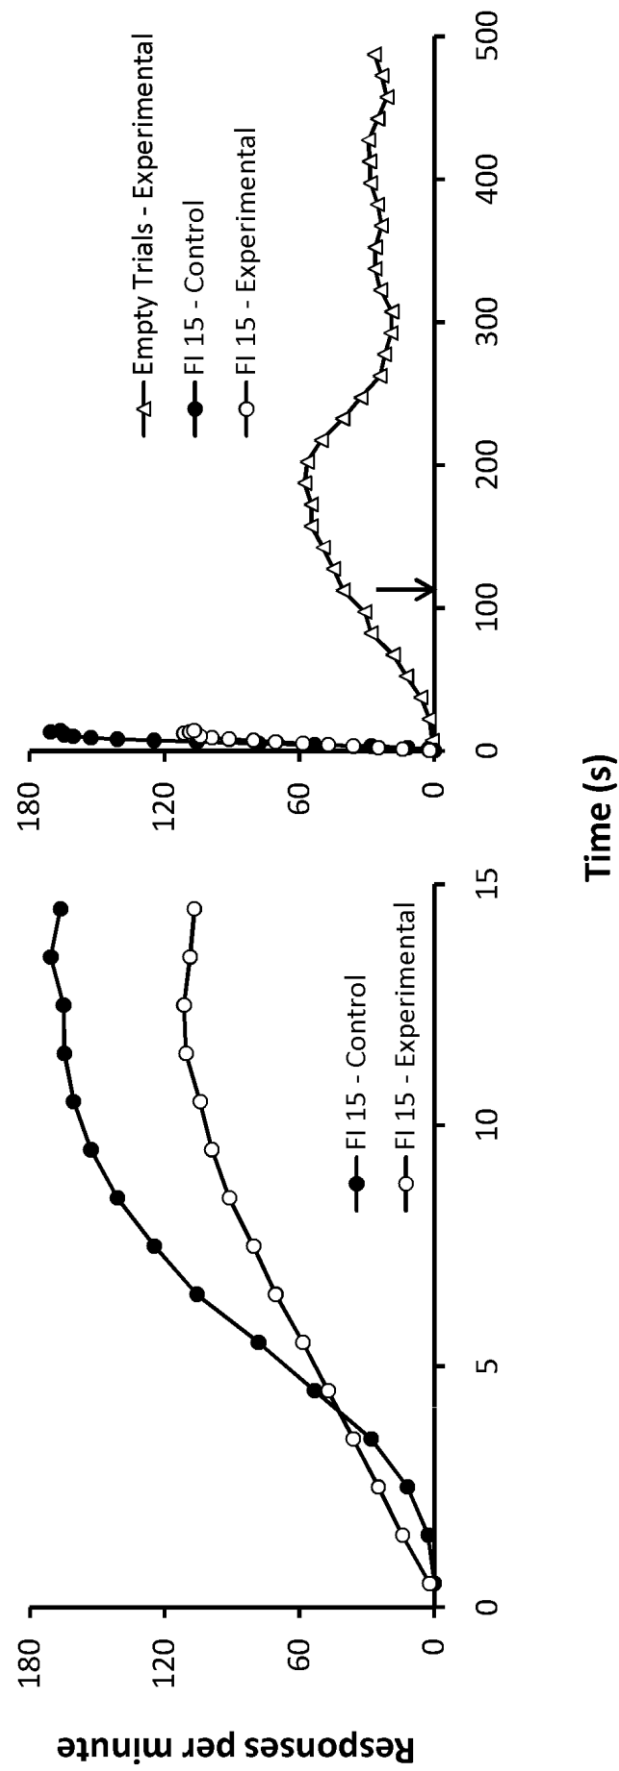 Responses per minute
180
120
60
0
0
5
10
15
FI 15 - Control
FI 15 - Experimental
180
120
60
0
0
100
200
300
400
500
Empty Trials - Experimental
FI 15 - Control
FI 15 - Experimental
Time (s)